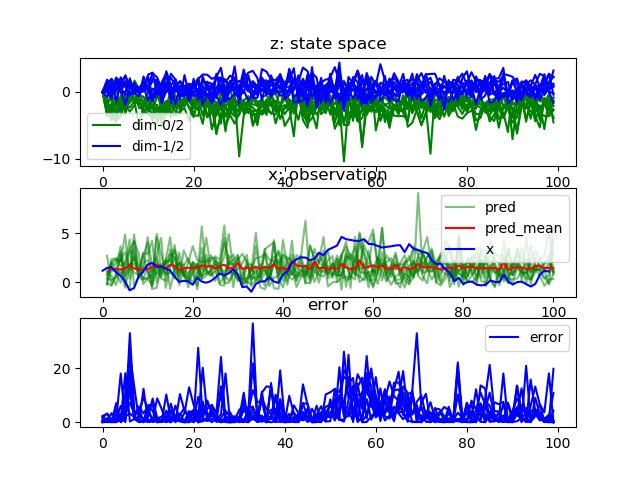 z: state space
0
−10
dim-0/2
dim-1/2
0 20 40 60 80 100
x: observation
5
0
pred
pred_mean
x
0 20 40 60 80 100
error
20
0
error
0 20 40 60 80 100